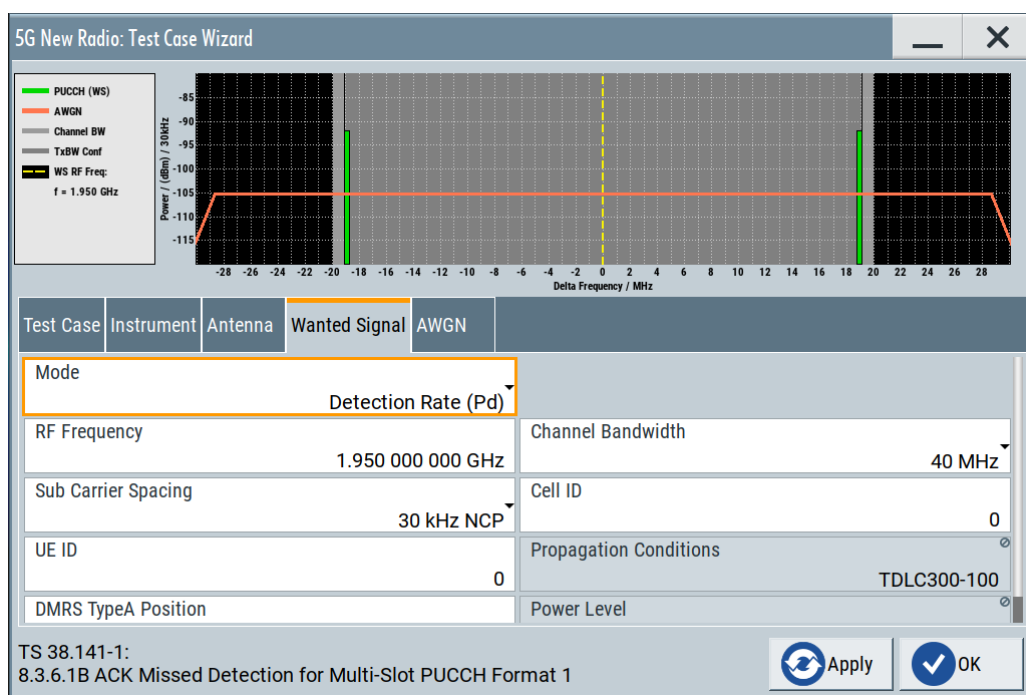 5G New Radio: Test Case Wizard
PUCCH (WS)
AWGN
Channel BW
TxBW Conf
WS RF Freq:
f = 1.950 GHz
Power / (dBm) / 30kHz
-85
-90
-95
-100
-105
-110
-115
-28 -26 -24 -22 -20 -18 -16 -14 -12 -10 -8 -6 -4 -2 0 2 4 6 8 10 12 14 16 18 20 22 24 26 28
Delta Frequency / MHz
Test Case Instrument Antenna Wanted Signal AWGN
Mode
Detection Rate (Pd)
RF Frequency
1.950 000 000 GHz
Channel Bandwidth
40 MHz
Sub Carrier Spacing
30 kHz NCP
Cell ID
0
UE ID
0
Propagation Conditions
TDLC300-100
DMRS TypeA Position
Power Level
TS 38.141-1:
8.3.6.1B ACK Missed Detection for Multi-Slot PUCCH Format 1
Apply
OK